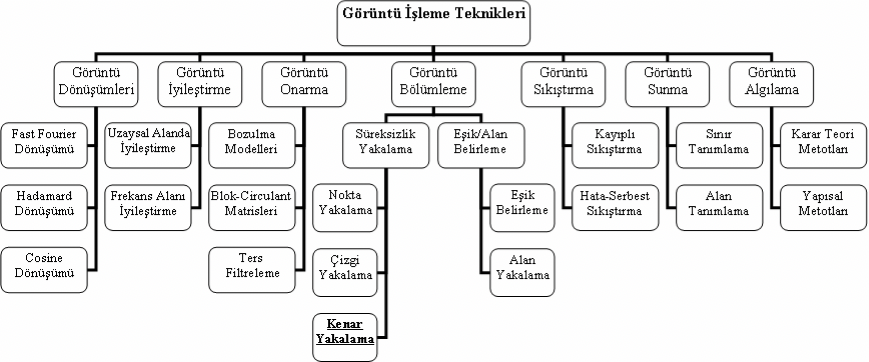 Görüntü İşleme Teknikleri
Görüntü
Dönüşümleri
Görüntü
İyileştirme
Görüntü
Onarma
Görüntü
Bölümleme
Görüntü
Sıkıştırma
Görüntü
Sunma
Görüntü
Algılama
Fast Fourier
Dönüşümü
Uzaysal Alanda
İyileştirme
Bozulma
Modelleri
Süreksizlik
Yakalama
Eşik/Alan
Belirleme
Kayıplı
Sıkıştırma
Sınır
Tanımlama
Karar Teori
Metotları
Hadamard
Dönüşümü
Frekans Alanı
İyileştirme
Blok-Circulant
Matrisleri
Nokta
Yakalama
Eşik
Belirleme
Hata-Serbest
Sıkıştırma
Alan
Tanımlama
Yapısal
Metotları
Cosine
Dönüşümü
Ters
Filtreleme
Çizgi
Yakalama
Alan
Yakalama
Kenar
Yakalama